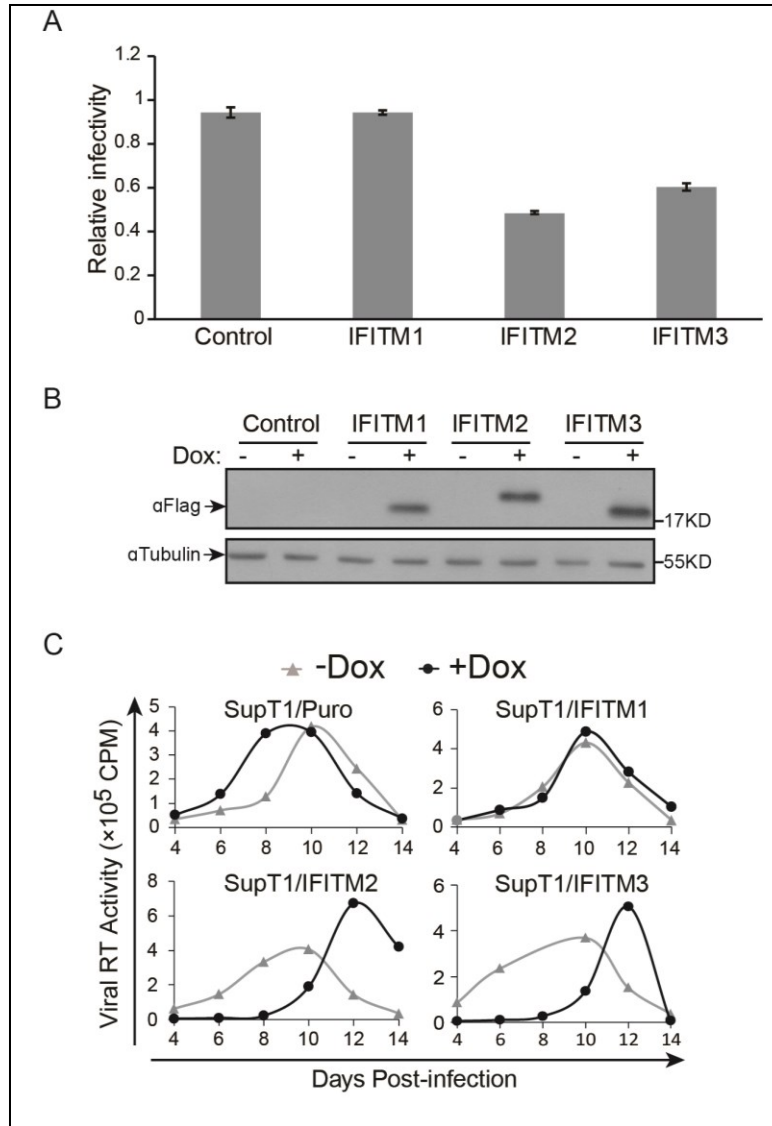 A
1.2
1
0.8
0.6
0.4
0.2
0
Relative infectivity
Control IFITM1 IFITM2 IFITM3
B
Control IFITM1 IFITM2 IFITM3
Dox: - + - + - + - +
αFlag
17KD
αTubulin
55KD
C
-Dox +Dox
SupT1/Puro SupT1/IFITM1
5
4
3
2
1
0
4 6 8 10 12 14 4 6 8 10 12 14
SupT1/IFITM2 SupT1/IFITM3
8 6
6
4 4
2 2
0 0
4 6 8 10 12 14 4 6 8 10 12 14
Viral RT Activity (×10⁵ CPM)
Days Post-infection